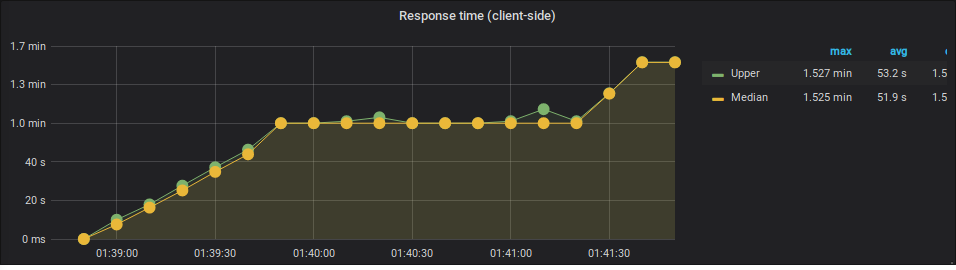 Response time (client-side)
1.7 min
1.3 min
1.0 min
40 s
20 s
0 ms
01:39:00 01:39:30 01:40:00 01:40:30 01:41:00 01:41:30
max avg
Upper 1.527 min 53.2 s 1.5
Median 1.525 min 51.9 s 1.5